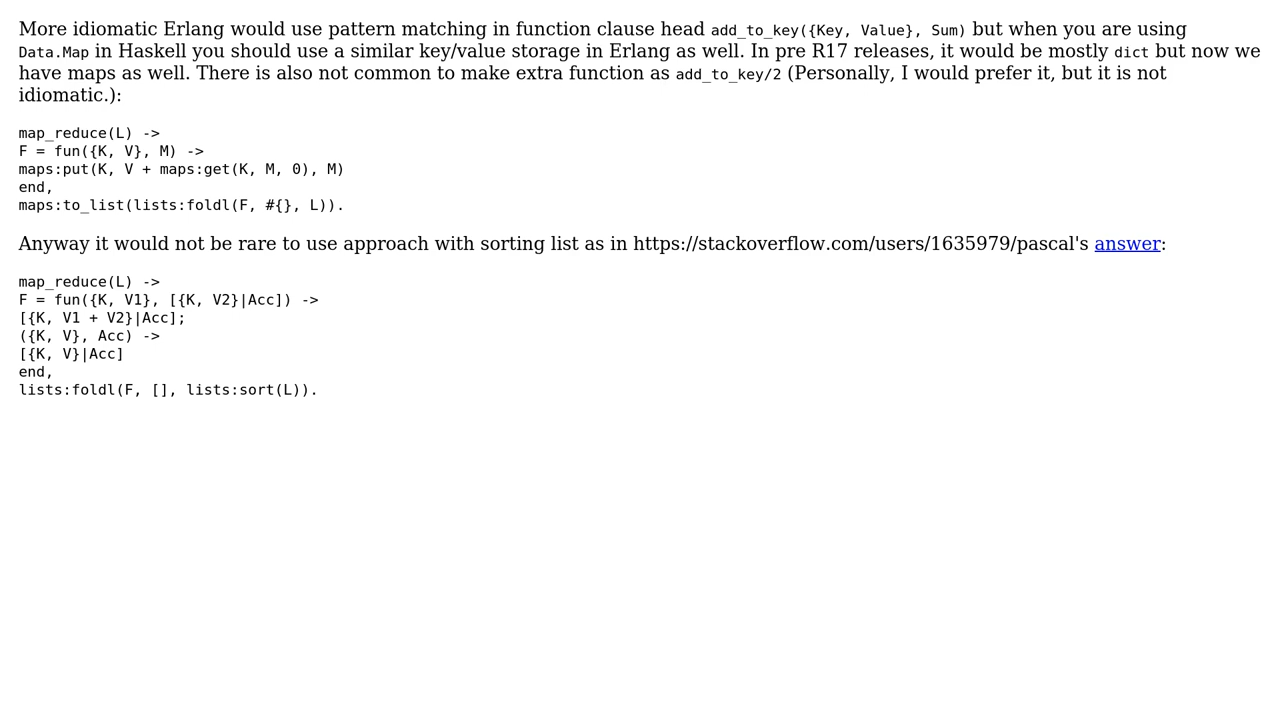 More idiomatic Erlang would use pattern matching in function clause head add_to_key({Key, Value}, Sum) but when you are using
Data.Map in Haskell you should use a similar key/value storage in Erlang as well. In pre R17 releases, it would be mostly dict but now we
have maps as well. There is also not common to make extra function as add_to_key/2 (Personally, I would prefer it, but it is not
idiomatic.):
map_reduce(L) ->
F = fun({K, V}, M) ->
maps:put(K, V + maps:get(K, M, 0), M)
end,
maps:to_list(lists:foldl(F, #{}, L)).
Anyway it would not be rare to use approach with sorting list as in https://stackoverflow.com/users/1635979/pascal's answer:
map_reduce(L) ->
F = fun({K, V1}, [{K, V2}|Acc]) ->
[{K, V1 + V2}|Acc];
({K, V}, Acc) ->
[{K, V}|Acc]
end,
lists:foldl(F, [], lists:sort(L)).